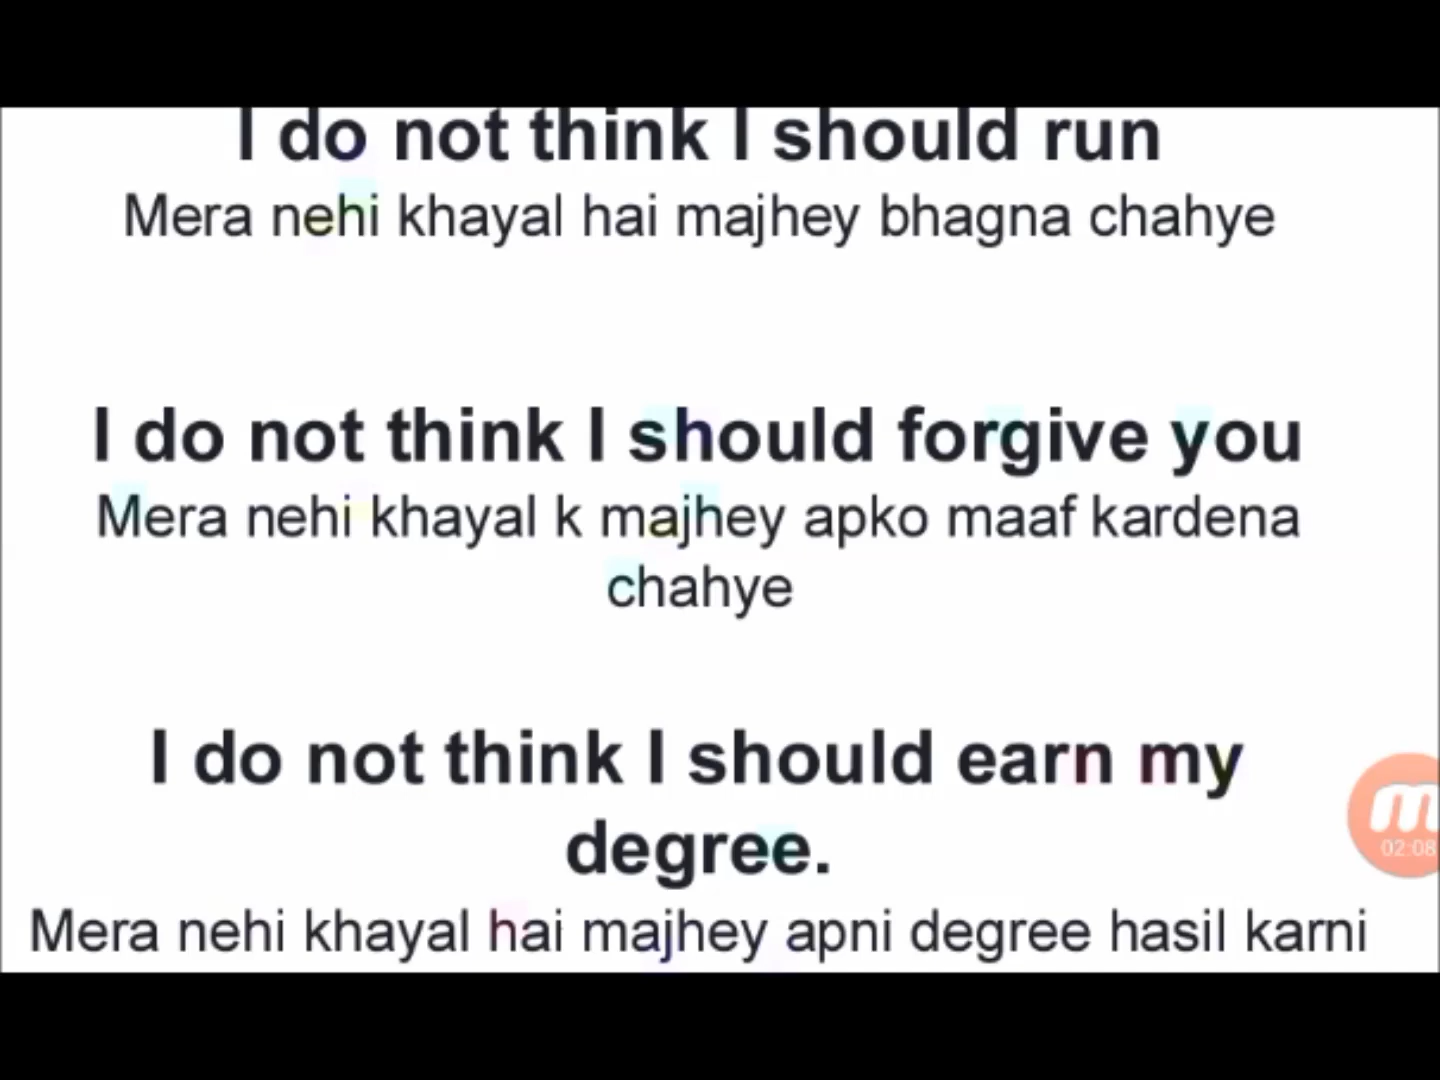 I do not think I should run
Mera nehi khayal hai majhey bhagna chahye
I do not think I should forgive you
Mera nehi khayal k majhey apko maaf kardena
chahye
I do not think I should earn my
degree.
Mera nehi khayal hai majhey apni degree hasil karni
02:08